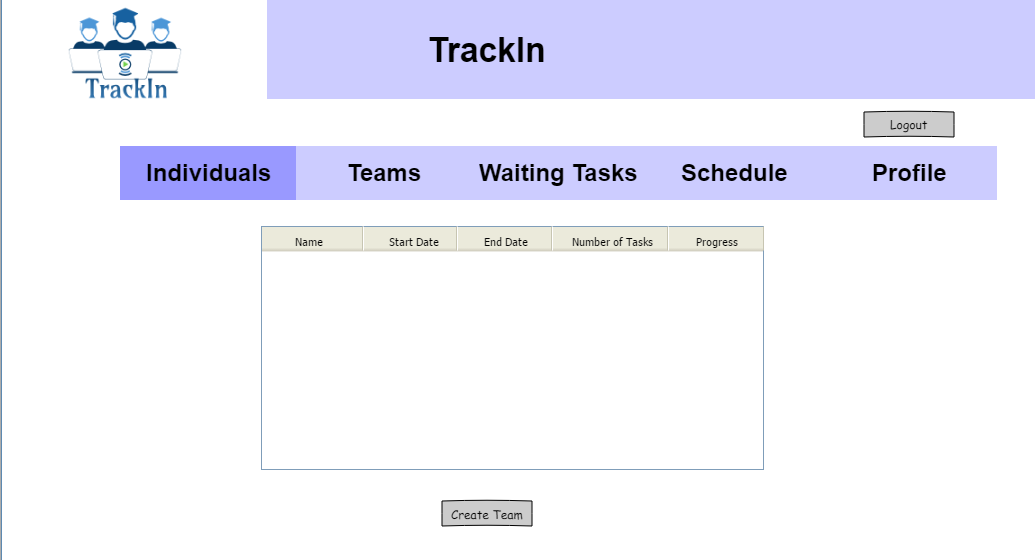 TrackIn
TrackIn
Logout
Individuals Teams Waiting Tasks Schedule Profile
Name Start Date End Date Number of Tasks Progress
Create Team